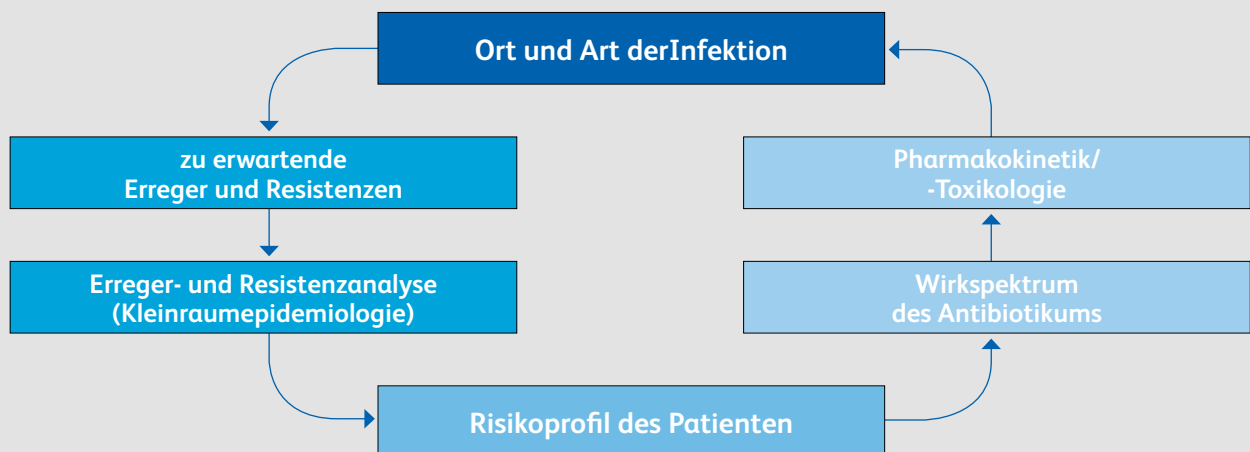 Ort und Art derInfektion
zu erwartende
Erreger und Resistenzen
Erreger- und Resistenzanalyse
(Kleinraumepidemiologie)
Risikoprofil des Patienten
Wirkspektrum
des Antibiotikums
Pharmakokinetik/
-Toxikologie